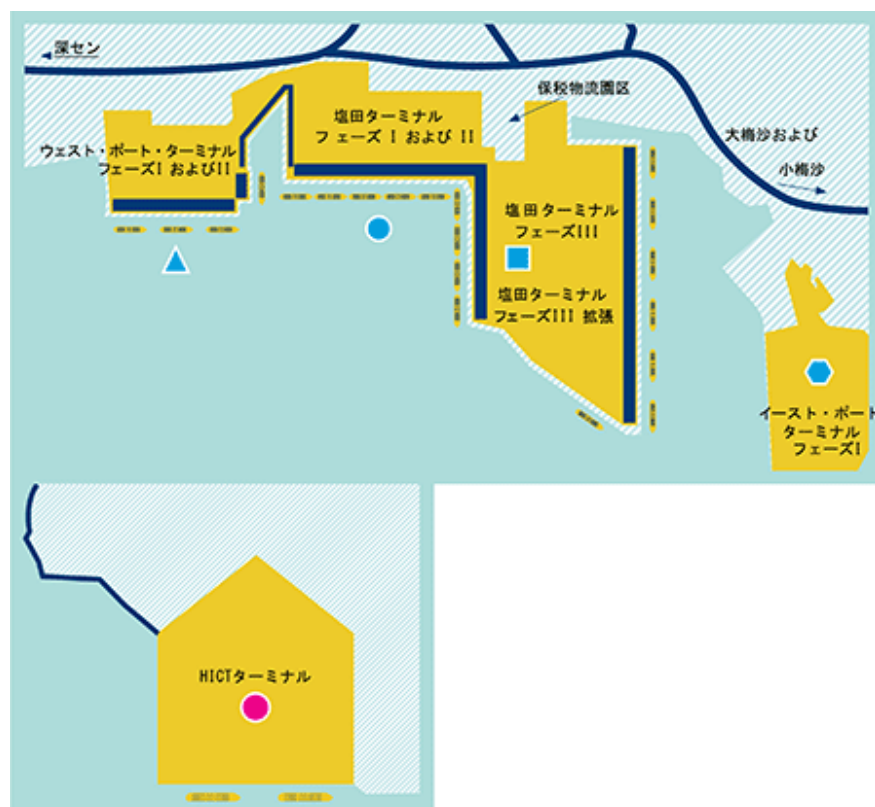 深セン
保税物流園区
塩田ターミナル
フェーズ I および II
大梅沙および
小梅沙
ウェスト・ポート・ターミナル
フェーズI およびII
塩田ターミナル
フェーズIII
塩田ターミナル
フェーズIII 拡張
イースト・ポート
ターミナル
フェーズI
HICTターミナル